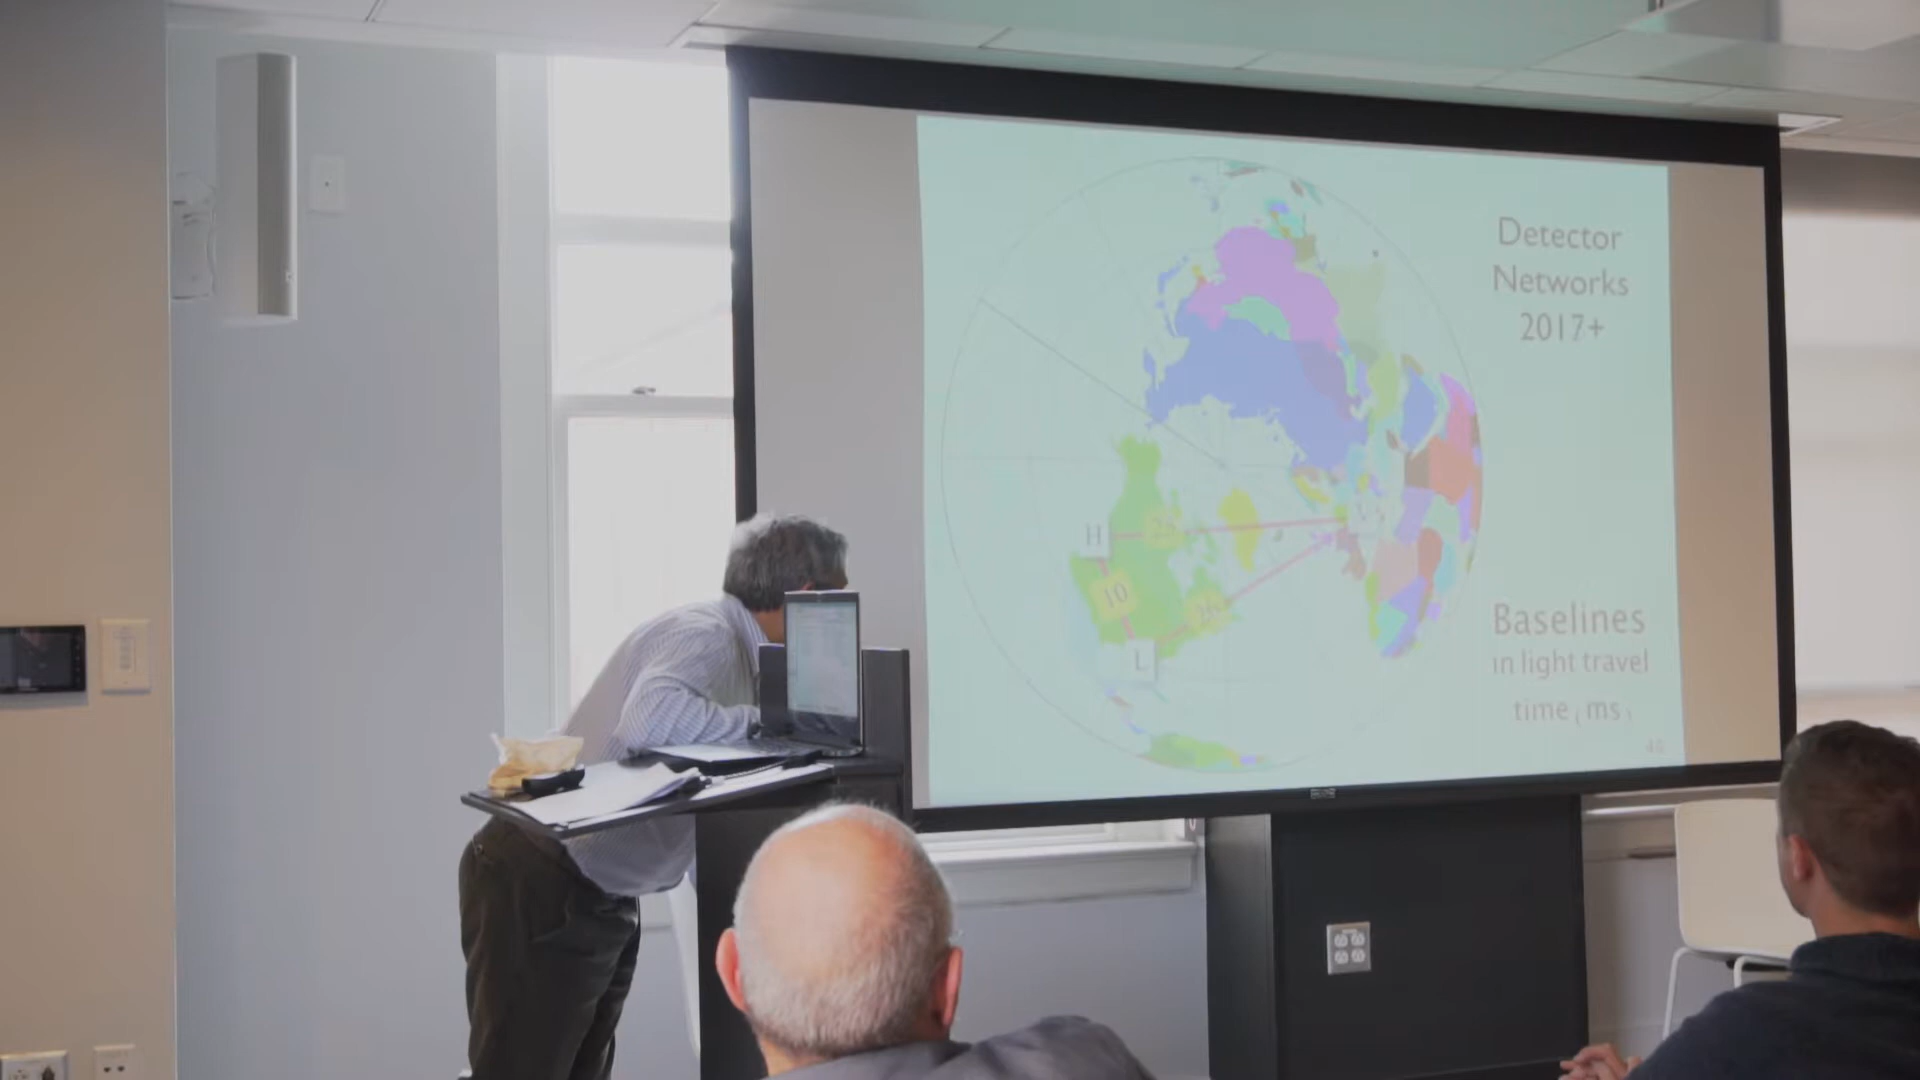 Detector
Networks
2017+
H
10
L
Baselines
in light travel
time (ms)